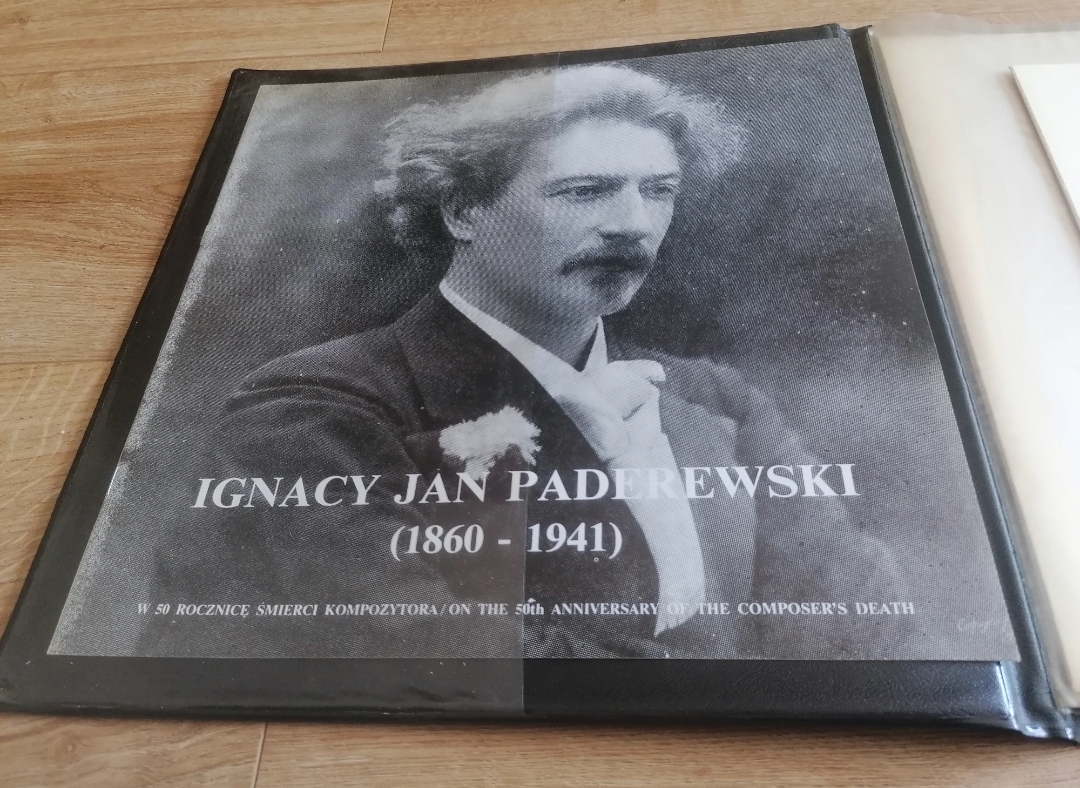 IGNACY JAN PADEREWSKI
(1860 - 1941)
W 50 ROCZNICĘ ŚMIERCI KOMPOZYTORA / ON THE 50th ANNIVERSARY OF THE COMPOSER'S DEATH